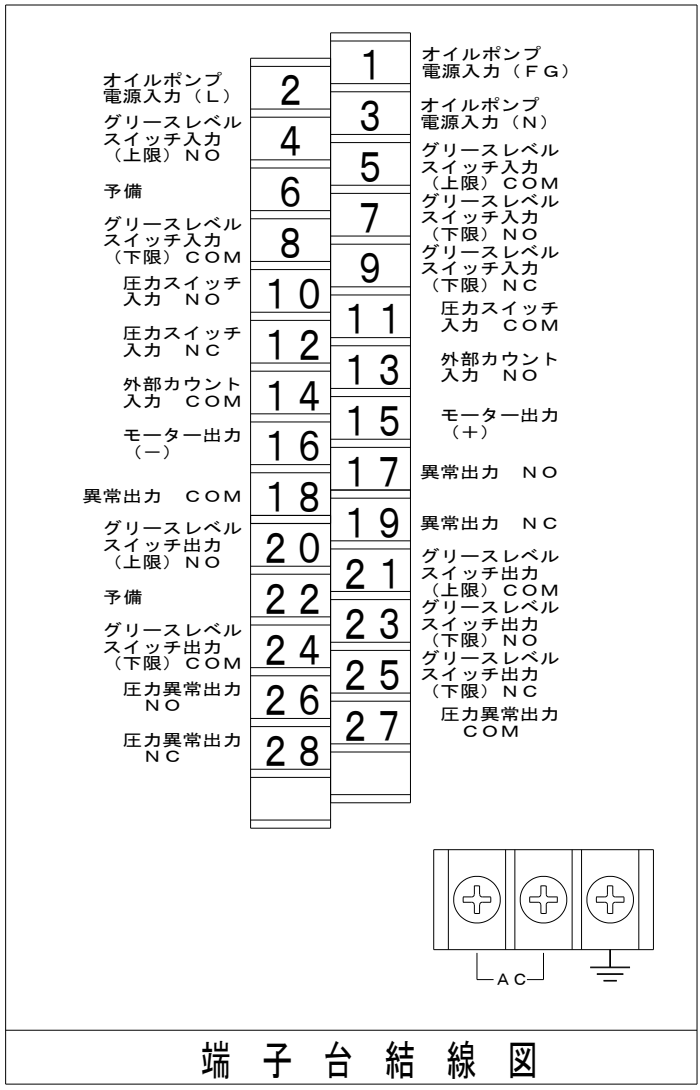 1
オイルポンプ
電源入力（ＦＧ）
オイルポンプ
電源入力（Ｌ）
2
3
オイルポンプ
電源入力（Ｎ）
グリースレベル
スイッチ入力
（上限）ＮＯ
4
5
グリースレベル
スイッチ入力
（上限）ＣＯＭ
予備
6
7
グリースレベル
スイッチ入力
（下限）ＮＯ
グリースレベル
スイッチ入力
（下限）ＣＯＭ
8
9
グリースレベル
スイッチ入力
（下限）ＮＣ
圧力スイッチ
入力　ＮＯ
10
11
圧力スイッチ
入力　ＣＯＭ
圧力スイッチ
入力　ＮＣ
12
13
外部カウント
入力　ＮＯ
外部カウント
入力　ＣＯＭ
14
15
モーター出力
（＋）
モーター出力
（－）
16
17
異常出力　ＮＯ
異常出力　ＣＯＭ
18
19
異常出力　ＮＣ
グリースレベル
スイッチ出力
（上限）ＮＯ
20
21
グリースレベル
スイッチ出力
（上限）ＣＯＭ
予備
22
23
グリースレベル
スイッチ出力
（下限）ＮＯ
グリースレベル
スイッチ出力
（下限）ＣＯＭ
24
25
グリースレベル
スイッチ出力
（下限）ＮＣ
圧力異常出力
ＮＯ
26
27
圧力異常出力
ＣＯＭ
圧力異常出力
ＮＣ
28
ＡＣ
端子台結線図